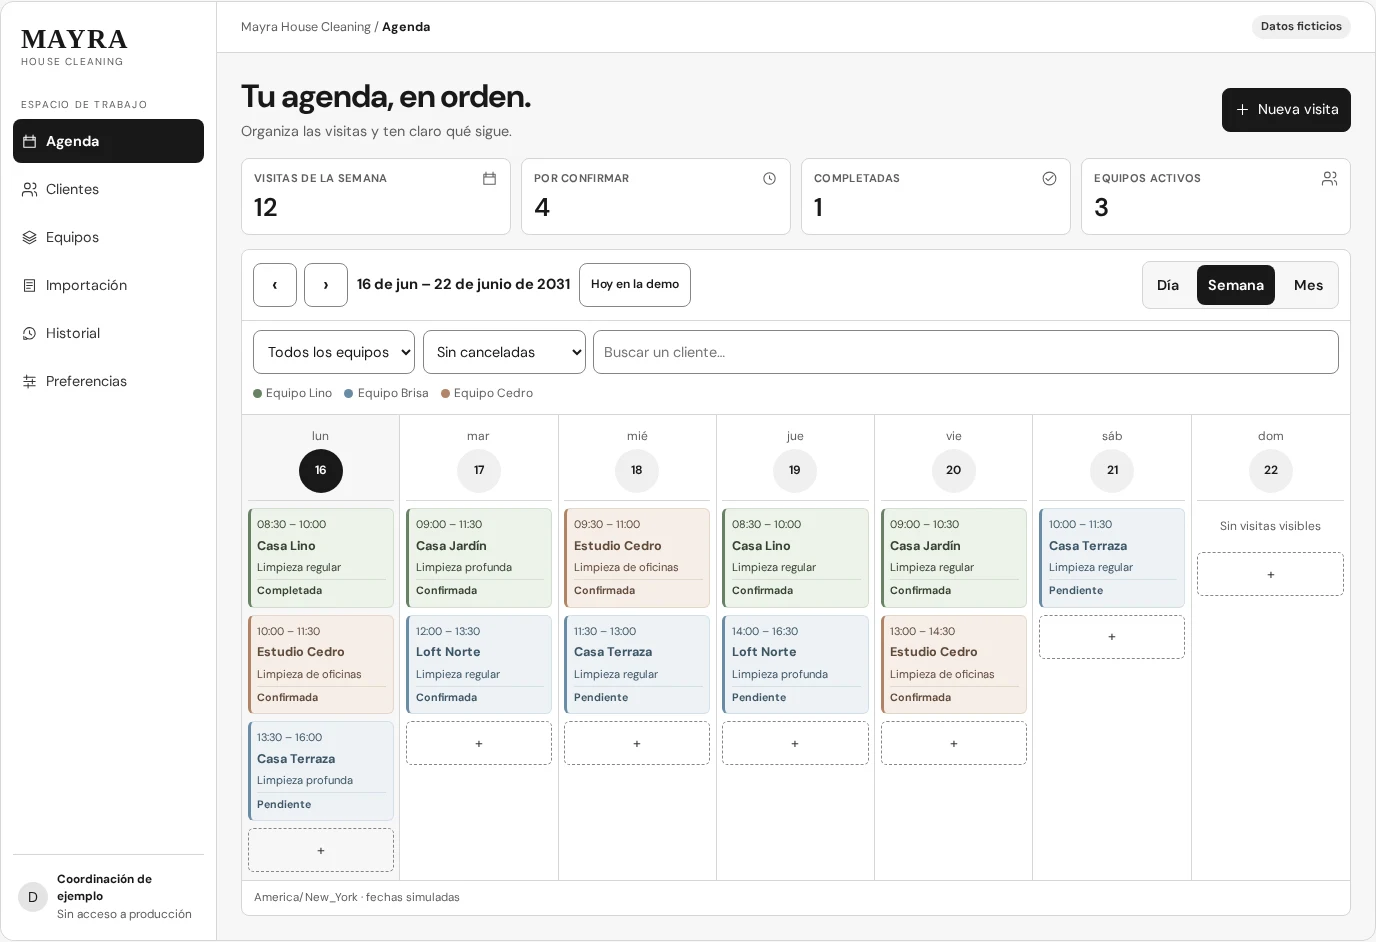 MAYRA
HOUSE CLEANING
ESPACIO DE TRABAJO
Agenda
Clientes
Equipos
Importación
Historial
Preferencias
D
Coordinación de
ejemplo
Sin acceso a producción
Mayra House Cleaning / Agenda
Datos ficticios
Tu agenda, en orden.
Organiza las visitas y ten claro qué sigue.
+ Nueva visita
VISITAS DE LA SEMANA
12
POR CONFIRMAR
4
COMPLETADAS
1
EQUIPOS ACTIVOS
3
‹ › 16 de jun – 22 de junio de 2031 Hoy en la demo
Día Semana Mes
Todos los equipos Sin canceladas Buscar un cliente...
Equipo Lino Equipo Brisa Equipo Cedro
lun
16
08:30 – 10:00
Casa Lino
Limpieza regular
Completada
10:00 – 11:30
Estudio Cedro
Limpieza de oficinas
Confirmada
13:30 – 16:00
Casa Terraza
Limpieza profunda
Pendiente
+
mar
17
09:00 – 11:30
Casa Jardín
Limpieza profunda
Confirmada
12:00 – 13:30
Loft Norte
Limpieza regular
Confirmada
+
mié
18
09:30 – 11:00
Estudio Cedro
Limpieza de oficinas
Confirmada
11:30 – 13:00
Casa Terraza
Limpieza regular
Pendiente
+
jue
19
08:30 – 10:00
Casa Lino
Limpieza regular
Confirmada
14:00 – 16:30
Loft Norte
Limpieza profunda
Pendiente
+
vie
20
09:00 – 10:30
Casa Jardín
Limpieza regular
Confirmada
13:00 – 14:30
Estudio Cedro
Limpieza de oficinas
Confirmada
+
sáb
21
10:00 – 11:30
Casa Terraza
Limpieza regular
Pendiente
+
dom
22
Sin visitas visibles
+
America/New_York · fechas simuladas